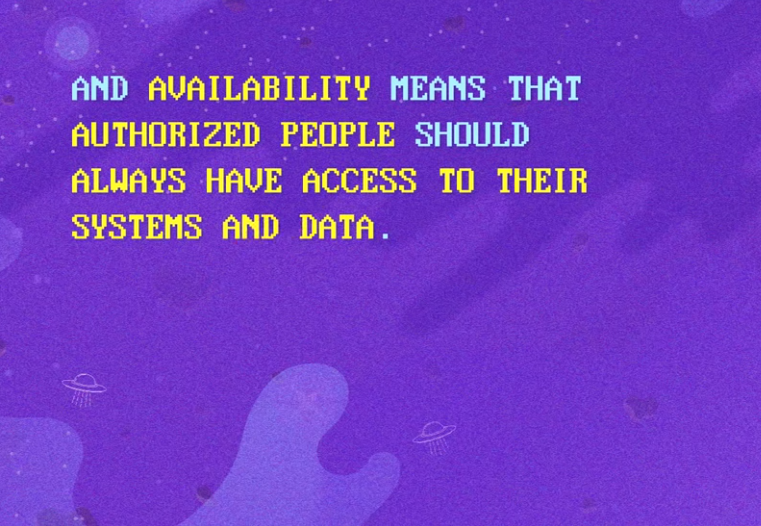 AND AVAILABILITY MEANS THAT
AUTHORIZED PEOPLE SHOULD
ALWAYS HAVE ACCESS TO THEIR
SYSTEMS AND DATA.